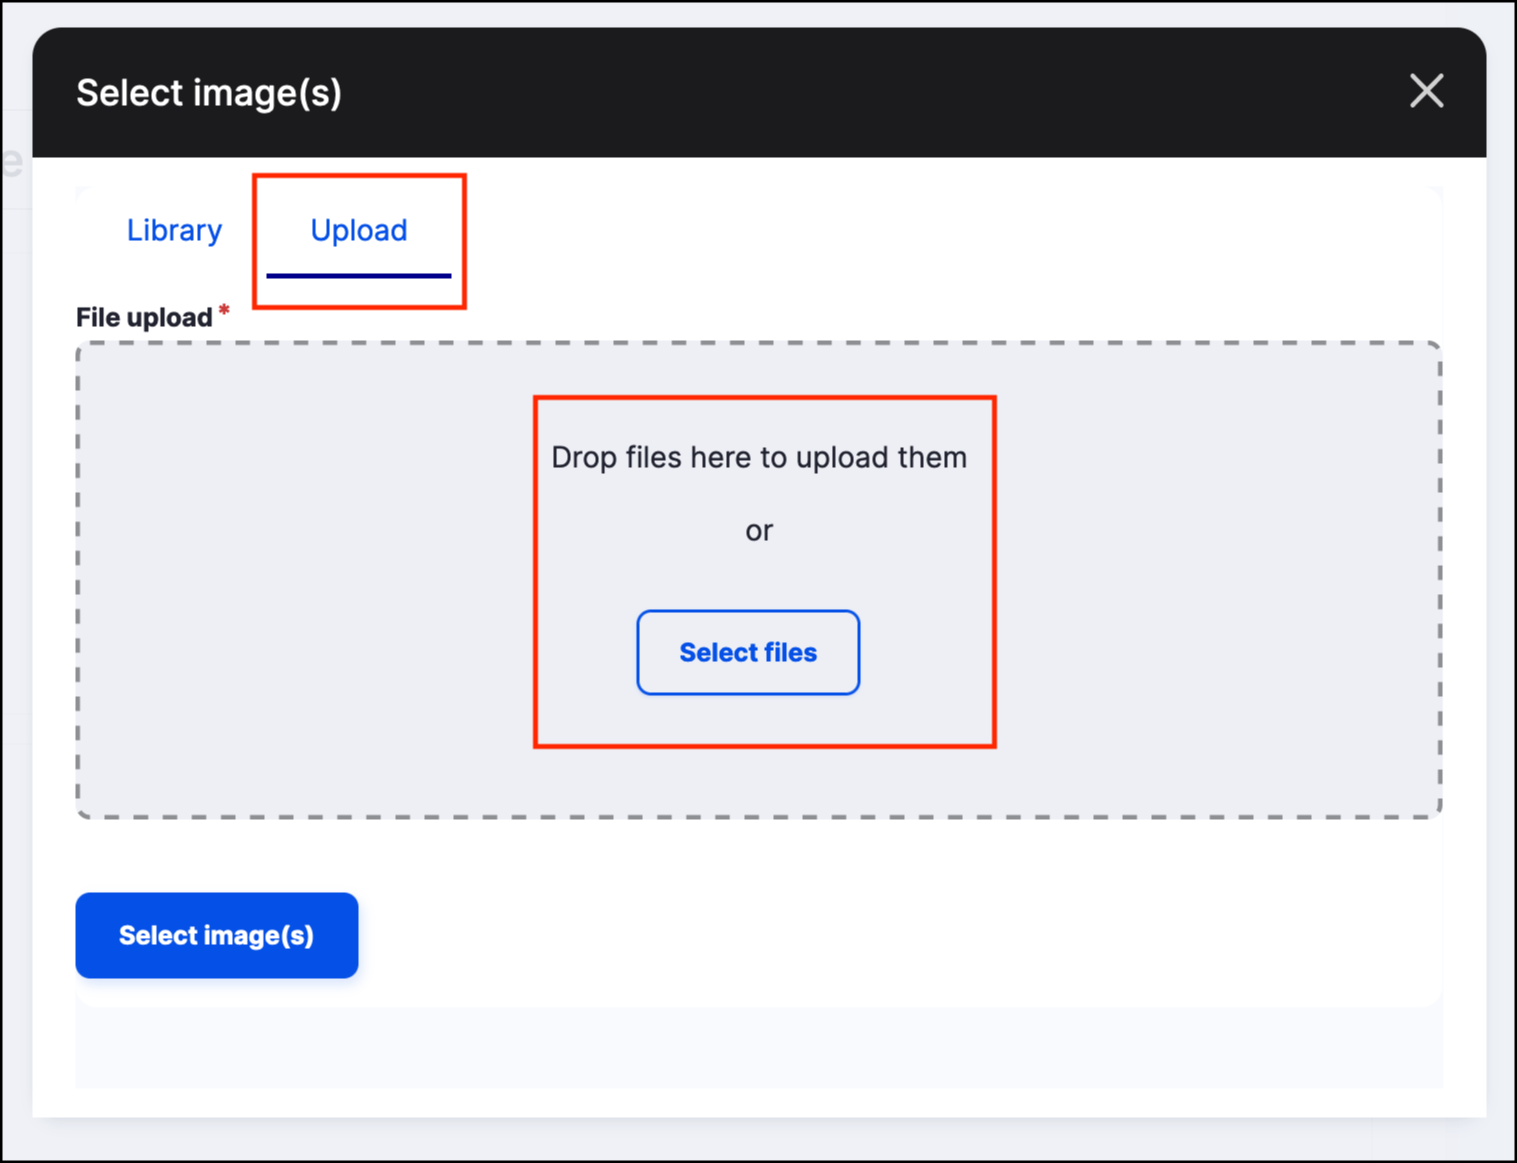 Select image(s)
e
Library
Upload
File upload *
Drop files here to upload them
or
Select files
Select image(s)